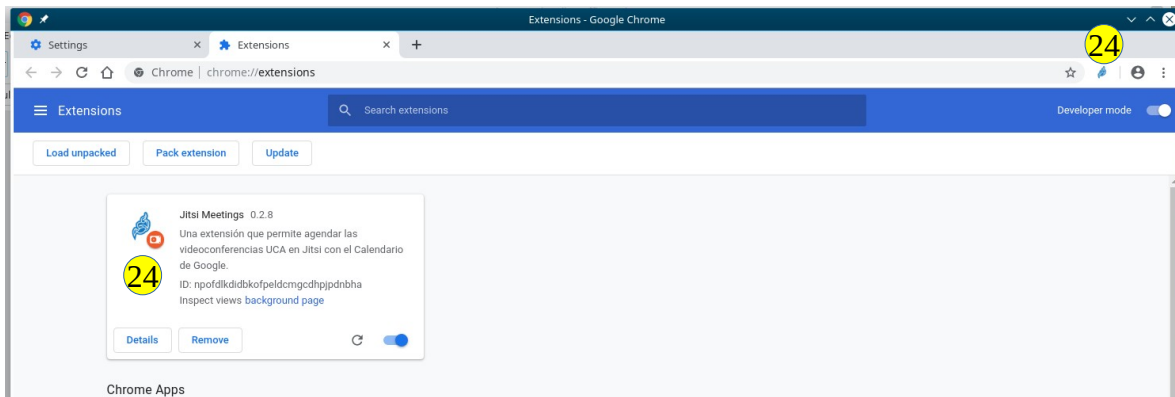 Extensions - Google Chrome
24
Settings
Extensions
Chrome | chrome://extensions
Extensions
Search extensions
Developer mode
Load unpacked
Pack extension
Update
Jitsi Meetings 0.2.8
Una extensión que permite agendar las
videoconferencias UCA en Jitsi con el Calendario
de Google.
24
ID: npofdlkdidbkofpeldcmgcdhpjpdnbha
Inspect views background page
Details
Remove
Chrome Apps